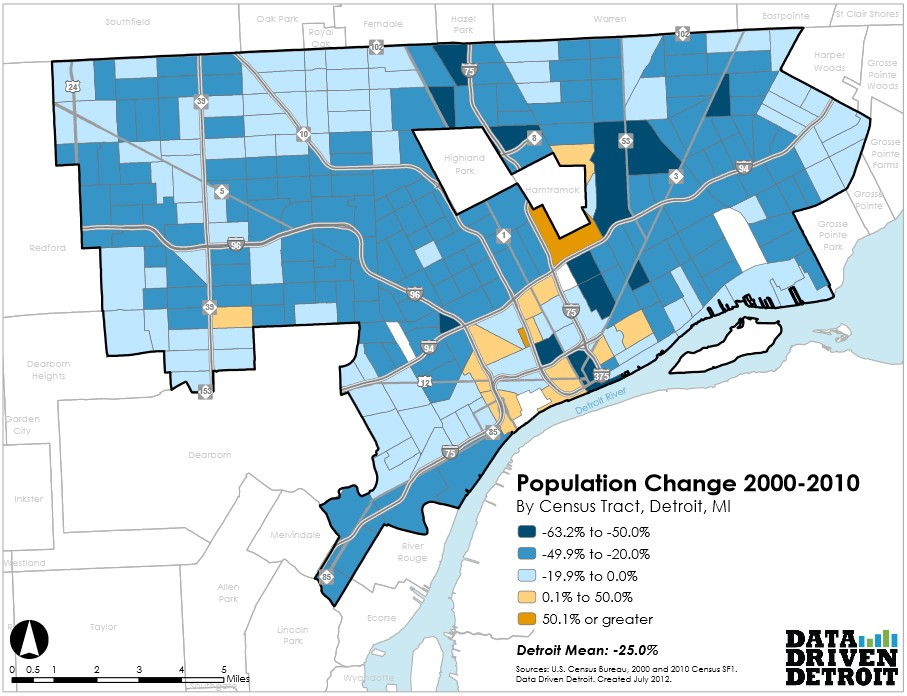 Southfield
Oak Park
Royal
Oak
Ferndale
Hazel
Park
Warren
Eastpointe
St Clair Shores
102
102
Harper
Woods
Grosse
Pointe
Woods
24
39
75
10
8
53
5
Highland
Park
3
94
Grosse
Pointe
Farms
Hamtramck
Grosse
Pointe
Grosse
Pointe
Park
Redford
96
1
39
96
75
94
375
12
Dearborn
Heights
153
Detroit River
Garden
City
85
Dearborn
75
Inkster
Melvindale
River
Rouge
Westland
85
Allen
Park
Ecorse
Taylor
Lincoln
Park
Wyandotte
Southgate
Population Change 2000-2010
By Census Tract, Detroit, MI
-63.2% to -50.0%
-49.9% to -20.0%
-19.9% to 0.0%
0.1% to 50.0%
50.1% or greater
Detroit Mean: -25.0%
Sources: U.S. Census Bureau, 2000 and 2010 Census SF1.
Data Driven Detroit. Created July 2012.
0 0.5 1 2 3 4 5
Miles
DATA
DRIVEN
DETROIT